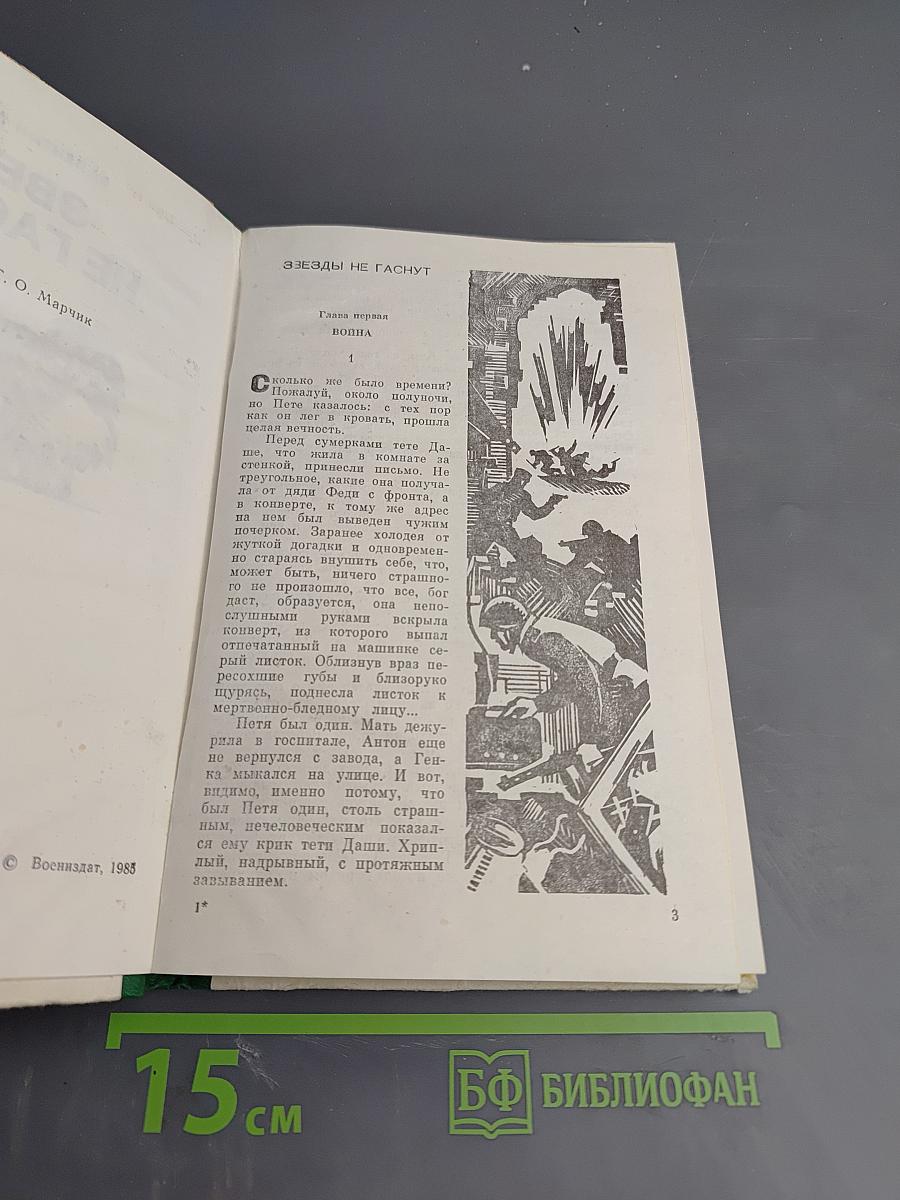 Г. О. Марчик
© Воениздат, 1985
ЗВЕЗДЫ НЕ ГАСНУТ
Глава первая
ВОЙНА
1
Сколько же было времени?
Пожалуй, около полуночи,
но Пете казалось: с тех пор
как он лег в кровать, прошла
целая вечность.
Перед сумерками тете Да-
ше, что жила в комнате за
стенкой, принесли письмо. Не
треугольное, какие она получа-
ла от дяди Феди с фронта, а
в конверте, к тому же адрес
на нем был выведен чужим
почерком. Заранее холодея от
жуткой догадки и одновремен-
но стараясь внушить себе, что,
может быть, ничего страшно-
го не произошло, что все, бог
даст, образуется, она непо-
слушными руками вскрыла
конверт, из которого выпал
отпечатанный на машинке се-
рый листок. Облизнув враз пе-
ресохшие губы и близоруко
щурясь, поднесла листок к
мертвенно-бледному лицу...
Петя был один. Мать дежу-
рила в госпитале, Антон еще
не вернулся с завода, а Ген-
ка мыкался на улице. И вот,
видимо, именно потому, что
был Петя один, столь страш-
ным, нечеловеческим показал-
ся ему крик тети Даши. Хрип-
лый, надрывный, с протяжным
завыванием.
1*
3
15 см
БФ БИБЛИОФАН